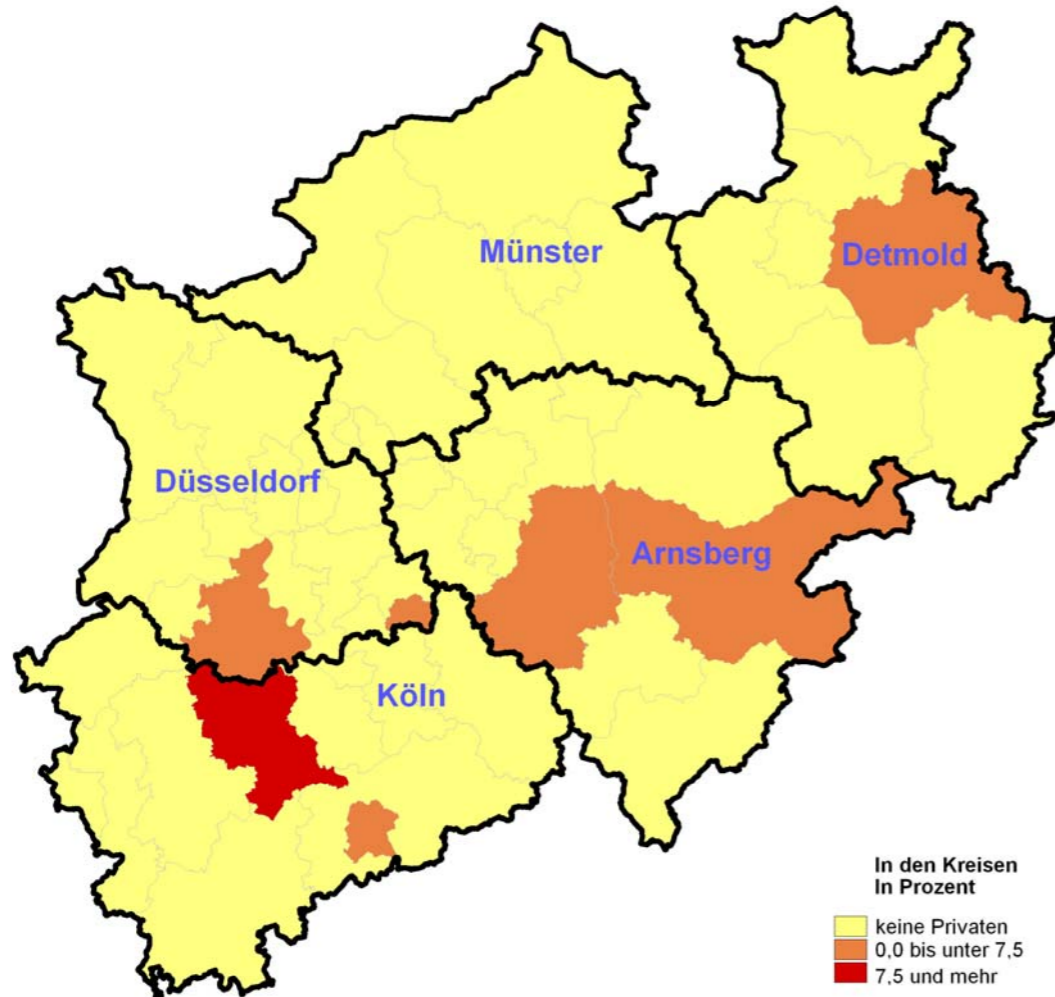 Münster
Detmold
Düsseldorf
Arnsberg
Köln
In den Kreisen
In Prozent
keine Privaten
0,0 bis unter 7,5
7,5 und mehr